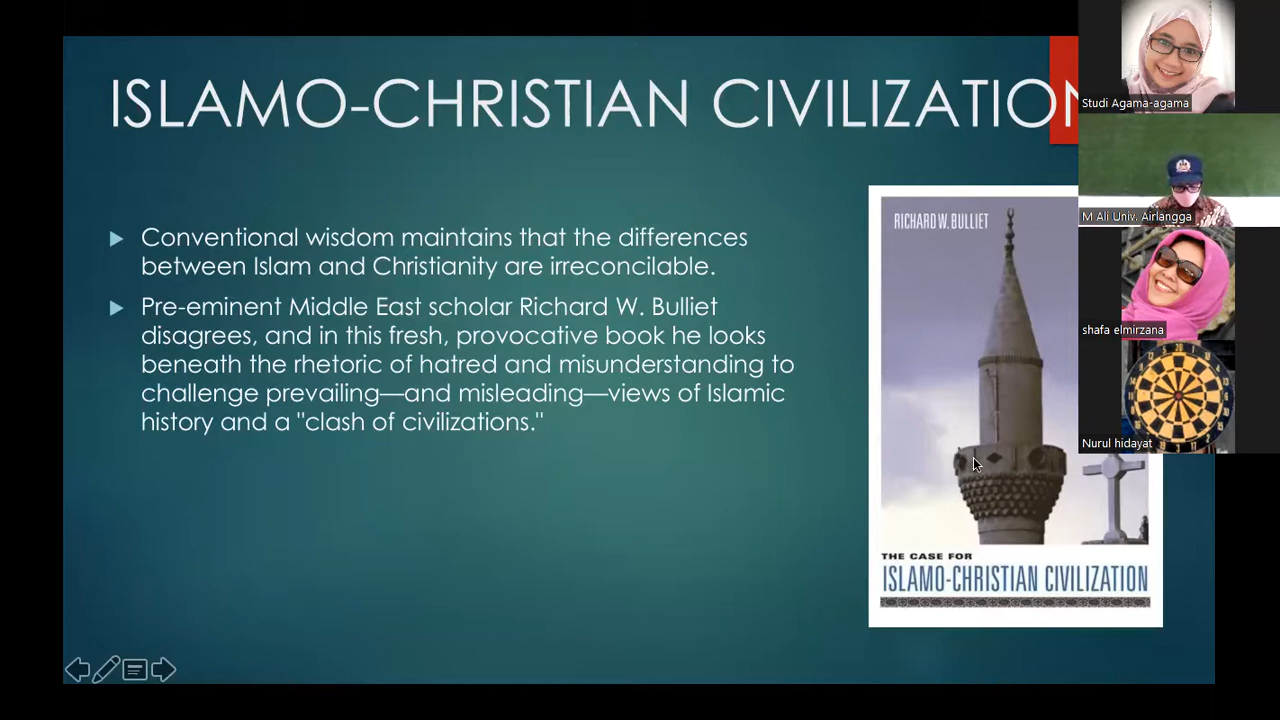 ISLAMO-CHRISTIAN CIVILIZATION
Conventional wisdom maintains that the differences
between Islam and Christianity are irreconcilable.
Pre-eminent Middle East scholar Richard W. Bulliet
disagrees, and in this fresh, provocative book he looks
beneath the rhetoric of hatred and misunderstanding to
challenge prevailing—and misleading—views of Islamic
history and a "clash of civilizations."
RICHARD W. BULLIET
THE CASE FOR
ISLAMO-CHRISTIAN CIVILIZATION
Studi Agama-agama
M Ali Univ. Airlangga
shafa elmirzana
Nurul hidayat